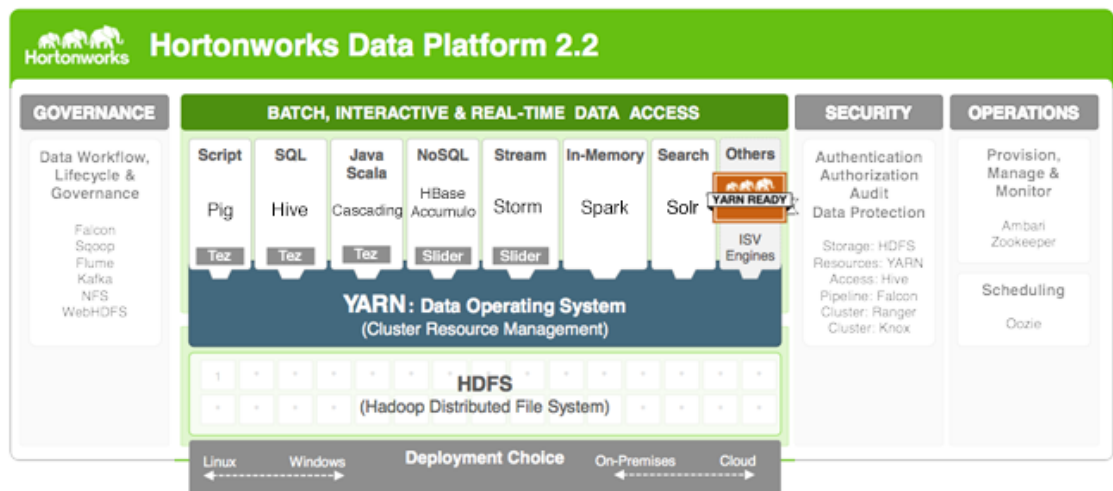 Hortonworks
Hortonworks Data Platform 2.2
GOVERNANCE
Data Workflow,
Lifecycle &
Governance
Falcon
Sqoop
Flume
Kafka
NFS
WebHDFS
BATCH, INTERACTIVE & REAL-TIME DATA ACCESS
Script
Pig
Tez
SQL
Hive
Tez
Java
Scala
Cascading
Tez
NoSQL
HBase
Accumulo
Slider
Stream
Storm
Slider
In-Memory
Spark
Search
Solr
Others
YARN READY
ISV
Engines
YARN : Data Operating System
(Cluster Resource Management)
1
HDFS
(Hadoop Distributed File System)
Deployment Choice
Linux
Windows
On-Premises
Cloud
SECURITY
Authentication
Authorization
Audit
Data Protection
Storage: HDFS
Resources: YARN
Access: Hive
Pipeline: Falcon
Cluster: Ranger
Cluster: Knox
OPERATIONS
Provision,
Manage &
Monitor
Ambari
Zookeeper
Scheduling
Oozie